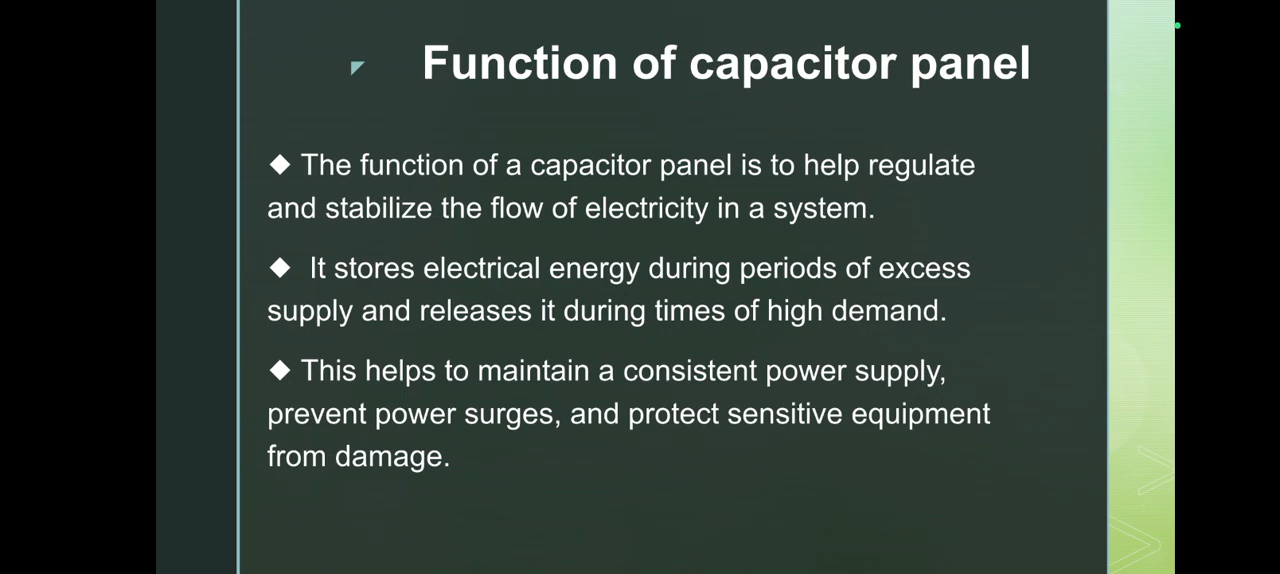 Function of capacitor panel
◆ The function of a capacitor panel is to help regulate
and stabilize the flow of electricity in a system.
◆ It stores electrical energy during periods of excess
supply and releases it during times of high demand.
◆ This helps to maintain a consistent power supply,
prevent power surges, and protect sensitive equipment
from damage.